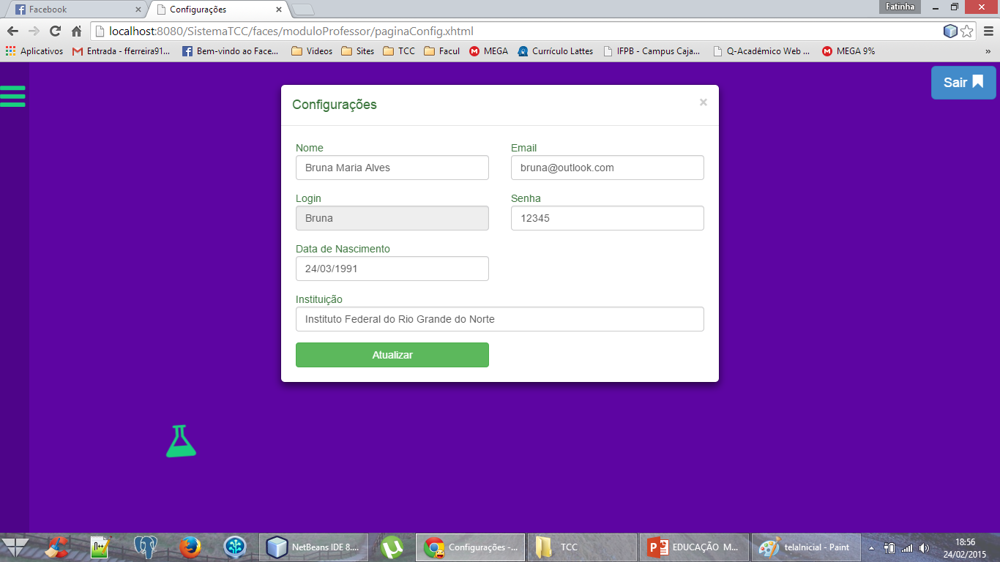 Facebook
Configurações
Fatinha
localhost:8080/SistemaTCC/faces/moduloProfessor/paginaConfig.xhtml
Aplicativos
Entrada - fferreira91...
Bem-vindo ao Face...
Videos
Sites
TCC
Facul
MEGA
Currículo Lattes
IFPB - Campus Caja...
Q-Acadêmico Web ...
MEGA 9%
»
Sair
Configurações
×
Nome
Email
Bruna Maria Alves
bruna@outlook.com
Login
Senha
Bruna
12345
Data de Nascimento
24/03/1991
Instituição
Instituto Federal do Rio Grande do Norte
Atualizar
NetBeans IDE 8....
Configurações -...
TCC
EDUCAÇÃO M...
telaInicial - Paint
18:56
24/02/2015